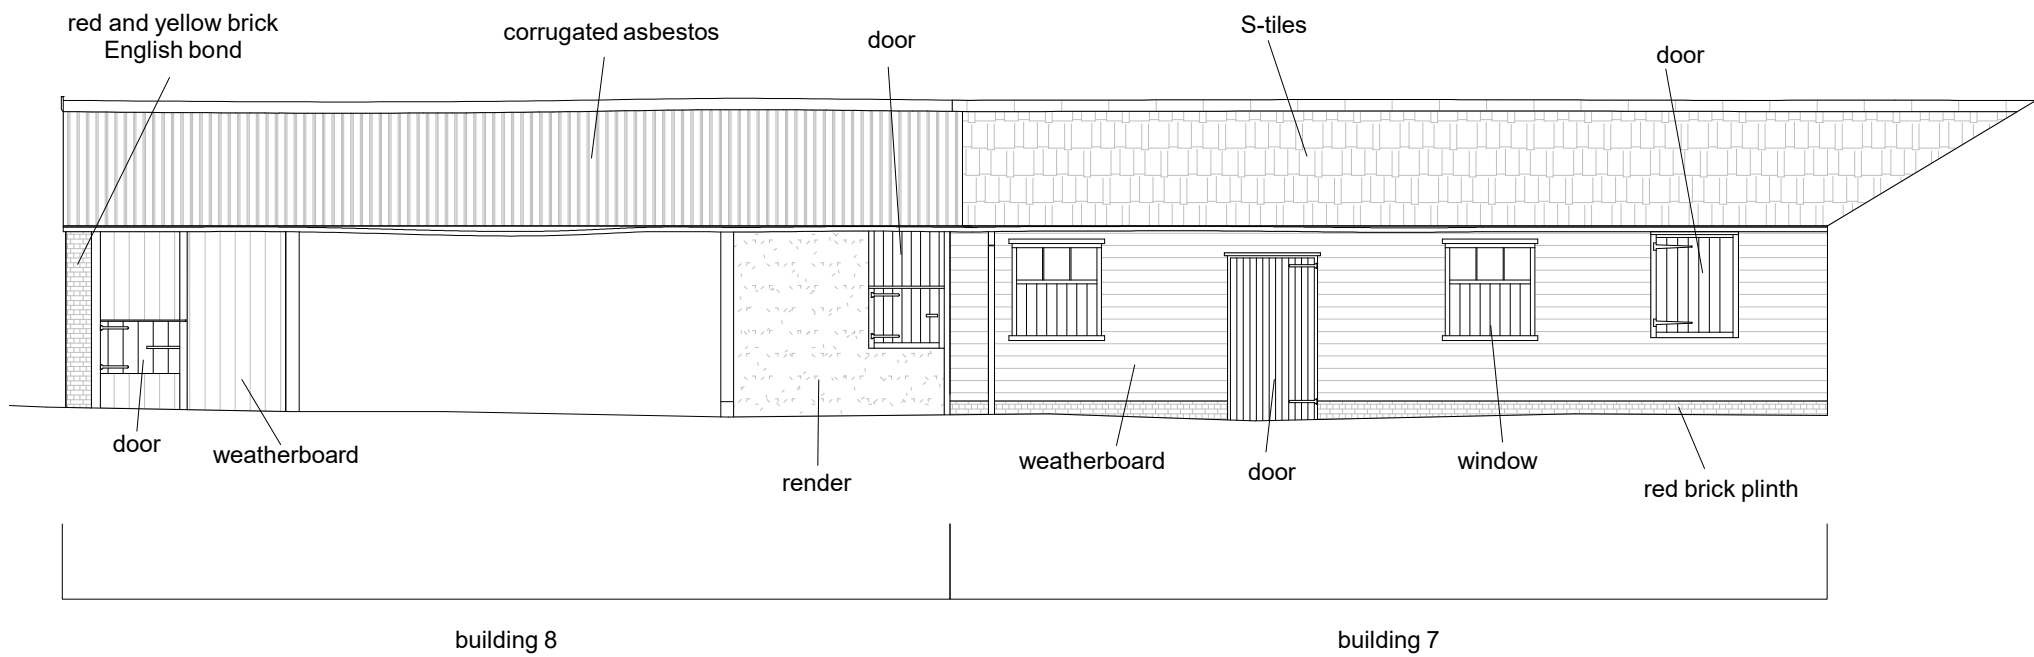 red and yellow brick
English bond
corrugated asbestos
door
S-tiles
door
door
weatherboard
render
weatherboard
door
window
red brick plinth
building 8
building 7